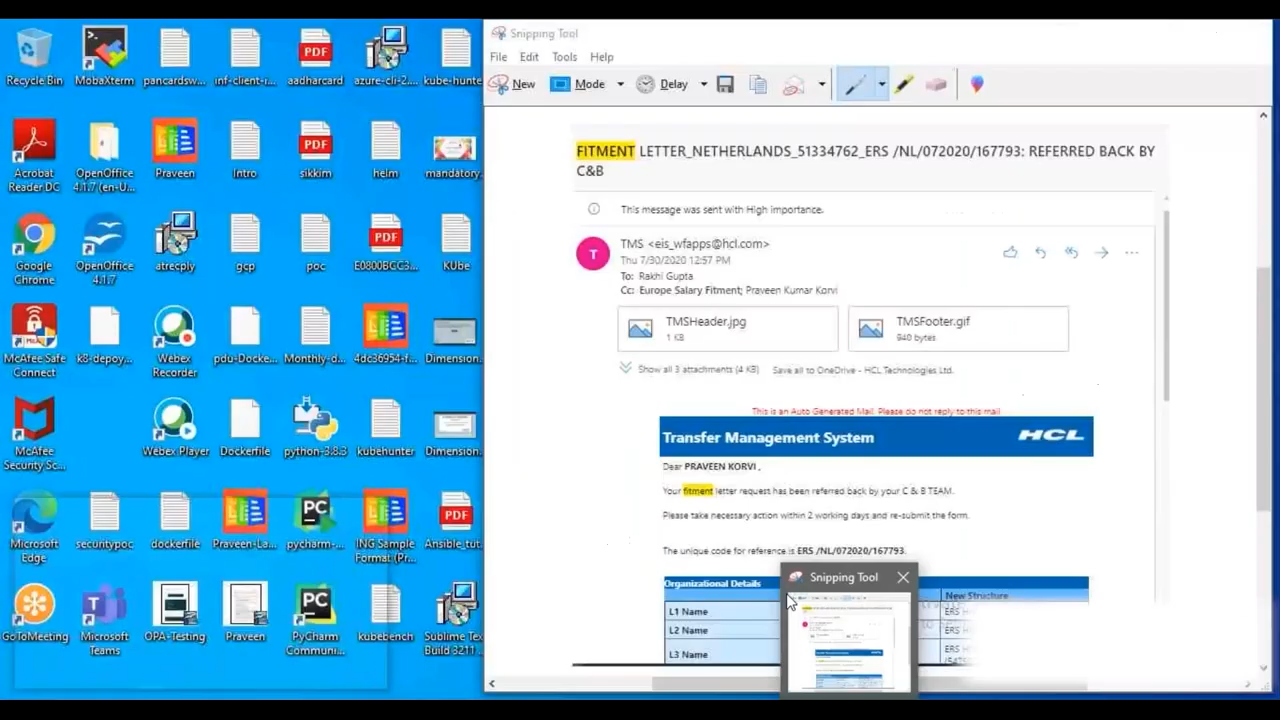 Recycle Bin
MobaXterm
pancardsw...
inf-client-r...
aadharcard
azure-cli-2....
kube-hunte
Acrobat
Reader DC
OpenOffice
4.1.7 (en-U...
Praveen
Intro
sikkim
helm
mandatory
Google
Chrome
OpenOffice
4.1.7
atrecply
gcp
poc
E0800BCC3...
KUbe
McAfee Safe
Connect
k8-depoy...
Webex
Recorder
pdu-Docke...
Monthly-d...
4dc36954-f...
Dimension.
McAfee
Security Sc...
Webex Player
Dockerfile
python-3.8.3
kubehunter
Dimension.
Microsoft
Edge
securitypoc
dockerfile
Praveen-La...
pycharm-...
ING Sample
Format (Pr...
Ansible_tut.
GoToMeeting
Microsoft
Teams
OPA-Testing
Praveen
PyCharm
Communi...
kubebench
Sublime Tex
Build 3211
Snipping Tool
File Edit Tools Help
New Mode Delay
FITMENT LETTER_NETHERLANDS_51334762_ERS /NL/072020/167793: REFERRED BACK BY
C&B
This message was sent with High importance.
T
TMS <eis_wfapps@hcl.com>
Thu 7/30/2020 12:57 PM
To: Rakhi Gupta
Cc: Europe Salary Fitment; Praveen Kumar Korvi
TMSHeader.jpg
1 KB
TMSFooter.gif
940 bytes
Show all 3 attachments (4 KB) Save all to OneDrive - HCL Technologies Ltd.
This is an Auto Generated Mail. Please do not reply to this mail
Transfer Management System HCL
Dear PRAVEEN KORVI ,
Your fitment letter request has been referred back by your C & B TEAM.
Please take necessary action within 2 working days and re-submit the form.
The unique code for reference is ERS /NL/072020/167793.
Organizational Details New Structure
L1 Name ERS
L2 Name ERS
L3 Name ERS
Snipping Tool